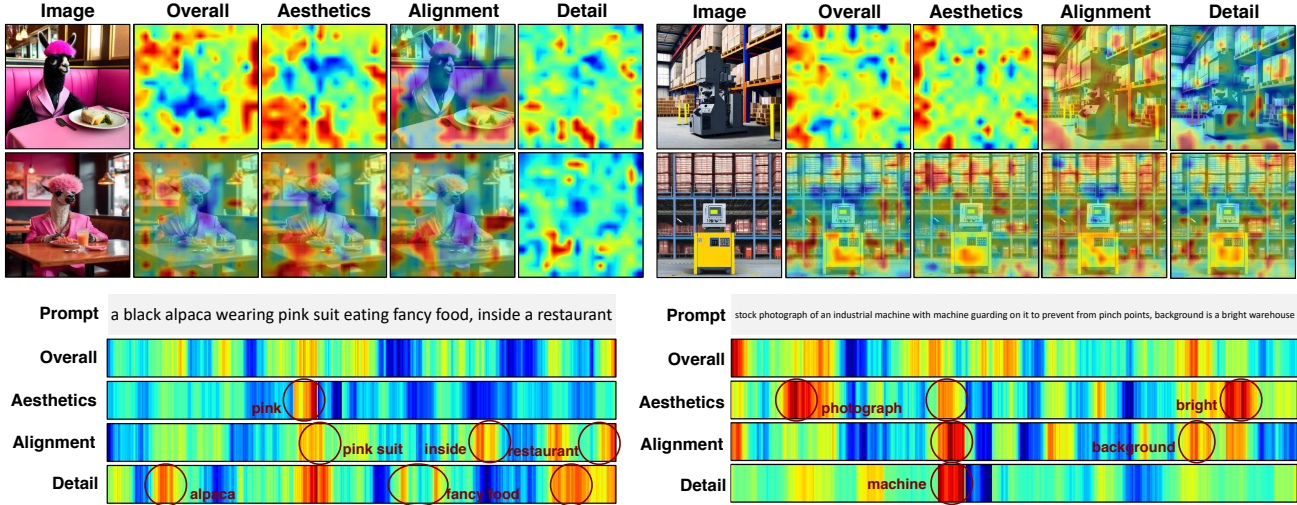 Image Overall Aesthetics Alignment Detail
Image Overall Aesthetics Alignment Detail
Prompt a black alpaca wearing pink suit eating fancy food, inside a restaurant
Overall
Aesthetics pink
Alignment pink suit inside restaurant
Detail alpaca fancy food
Prompt stock photograph of an industrial machine with machine guarding on it to prevent from pinch points, background is a bright warehouse
Overall
Aesthetics photograph bright
Alignment background
Detail machine